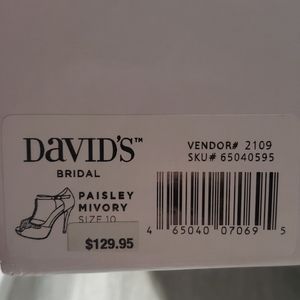 DAVID'S™
BRIDAL
VENDOR# 2109
SKU# 65040595
PAISLEY
MIVORY
SIZE 10
$129.95
4 65040 07069 5